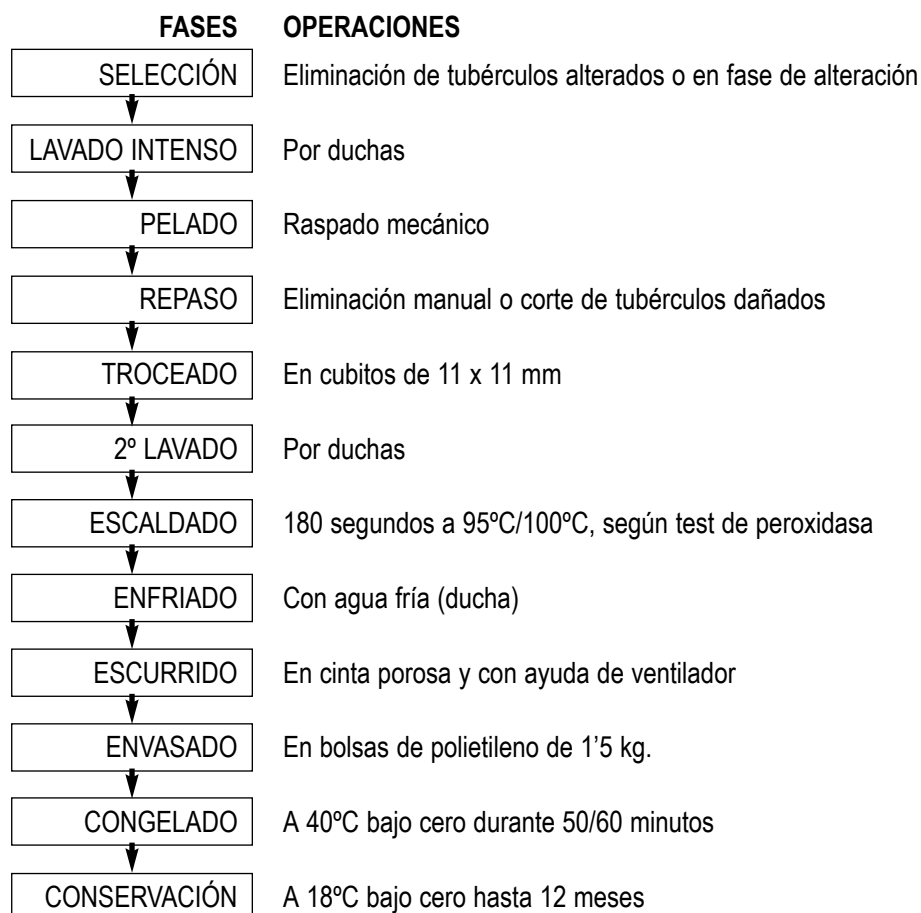 FASES OPERACIONES
SELECCIÓN Eliminación de tubérculos alterados o en fase de alteración
LAVADO INTENSO Por duchas
PELADO Raspado mecánico
REPASO Eliminación manual o corte de tubérculos dañados
TROCEADO En cubitos de 11 x 11 mm
2º LAVADO Por duchas
ESCALDADO 180 segundos a 95ºC/100ºC, según test de peroxidasa
ENFRIADO Con agua fría (ducha)
ESCURRIDO En cinta porosa y con ayuda de ventilador
ENVASADO En bolsas de polietileno de 1’5 kg.
CONGELADO A 40ºC bajo cero durante 50/60 minutos
CONSERVACIÓN A 18ºC bajo cero hasta 12 meses